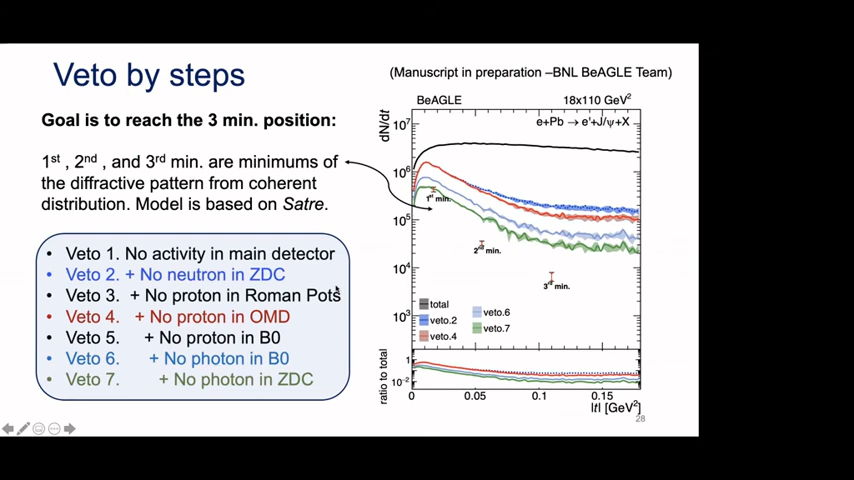 Veto by steps
(Manuscript in preparation –BNL BeAGLE Team)
Goal is to reach the 3 min. position:
1st , 2nd , and 3rd min. are minimums of
the diffractive pattern from coherent
distribution. Model is based on Satre.
• Veto 1. No activity in main detector
• Veto 2. + No neutron in ZDC
• Veto 3. + No proton in Roman Pots
• Veto 4. + No proton in OMD
• Veto 5. + No proton in B0
• Veto 6. + No photon in B0
• Veto 7. + No photon in ZDC
BeAGLE 18x110 GeV²
e+Pb → e'+J/ψ+X
dN/dt
10⁷
10⁶
10⁵
10⁴
10³
1st min.
2nd min.
3rd min.
total
veto.2
veto.4
veto.6
veto.7
ratio to total
1
10⁻²
0 0.05 0.1 0.15
|t| [GeV²]
28